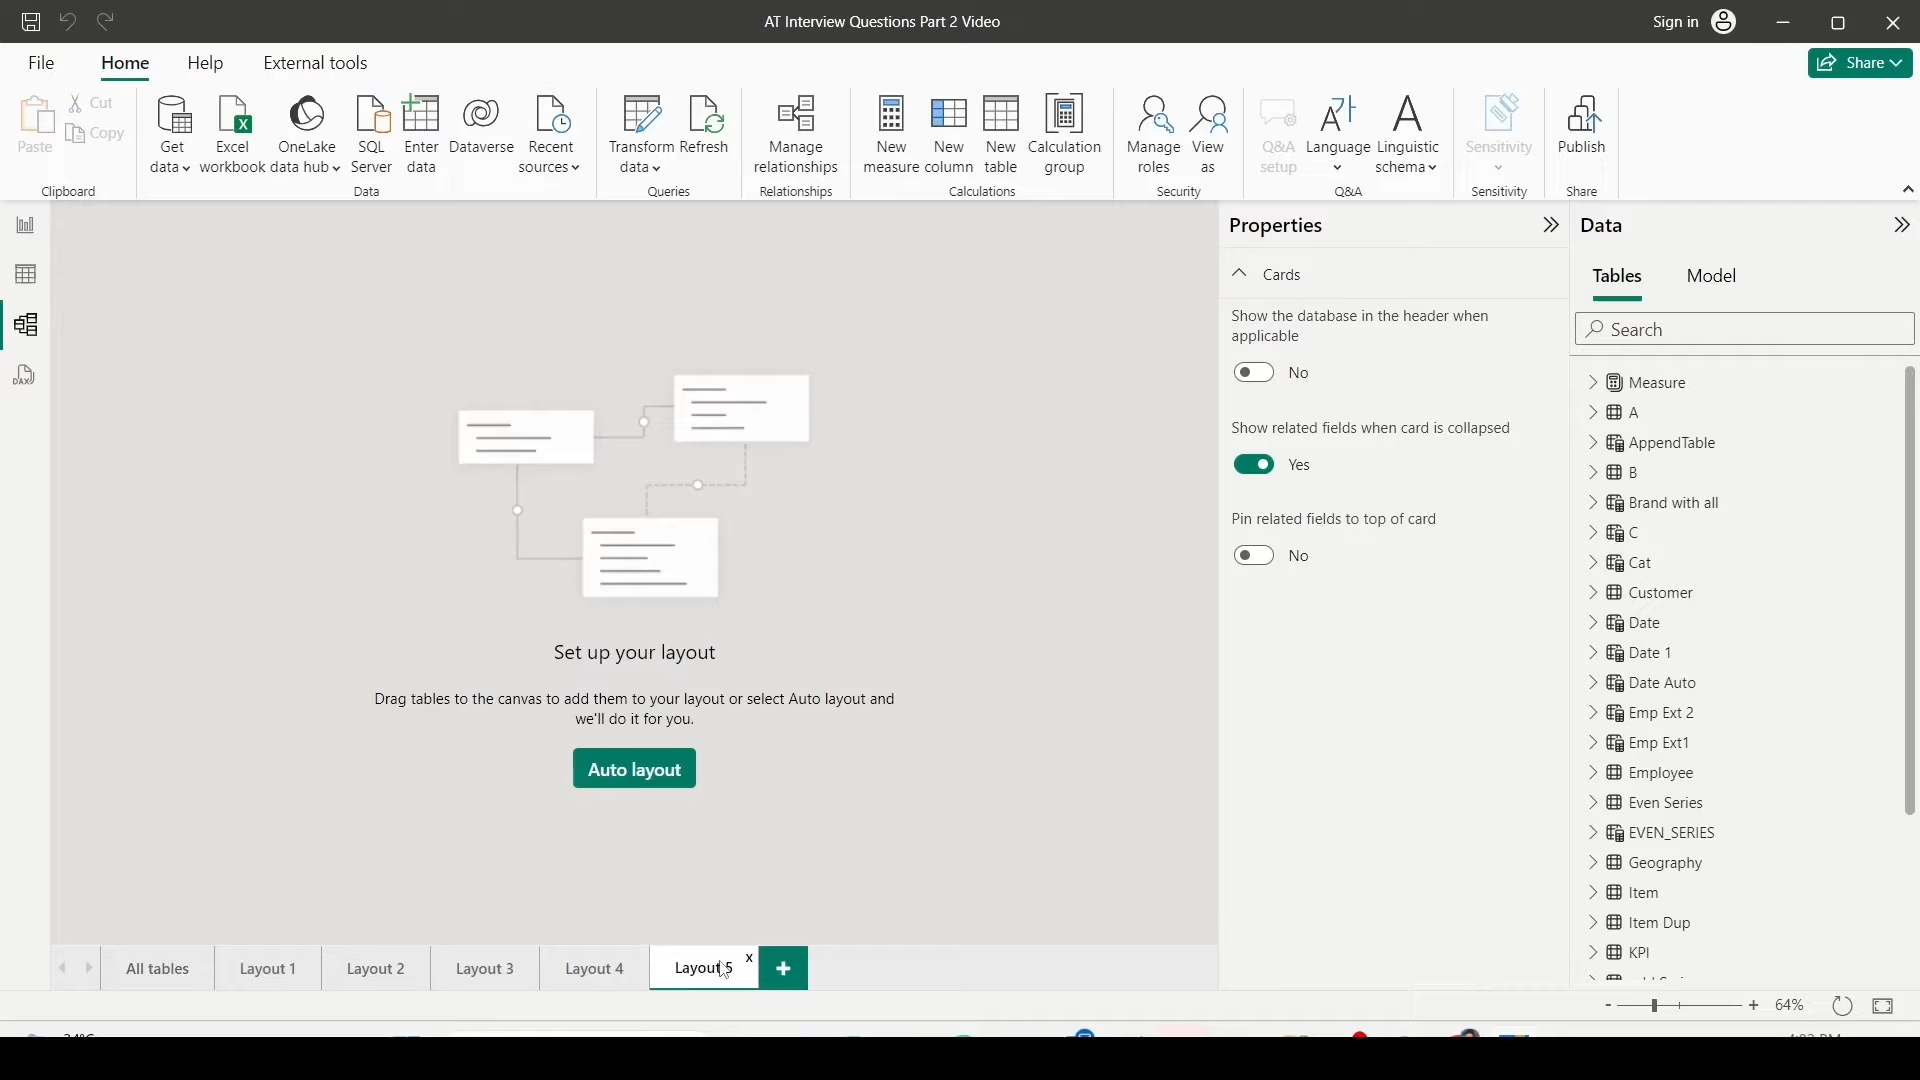 AT Interview Questions Part 2 Video
Sign in
File
Home
Help
External tools
Share
Paste
Cut
Copy
Clipboard
Get data
Excel workbook
OneLake data hub
SQL Server
Enter data
Dataverse
Recent sources
Data
Transform data
Refresh
Queries
Manage relationships
Relationships
New measure
New column
New table
Calculation group
Calculations
Manage roles
View as
Security
Q&A setup
Language
Linguistic schema
Q&A
Sensitivity
Sensitivity
Publish
Share
DAX
Set up your layout
Drag tables to the canvas to add them to your layout or select Auto layout and
we'll do it for you.
Auto layout
Properties
Cards
Show the database in the header when
applicable
No
Show related fields when card is collapsed
Yes
Pin related fields to top of card
No
Data
Tables
Model
Search
Measure
A
AppendTable
B
Brand with all
C
Cat
Customer
Date
Date 1
Date Auto
Emp Ext 2
Emp Ext1
Employee
Even Series
EVEN_SERIES
Geography
Item
Item Dup
KPI
All tables
Layout 1
Layout 2
Layout 3
Layout 4
Layout 5
x
+
- + 64%